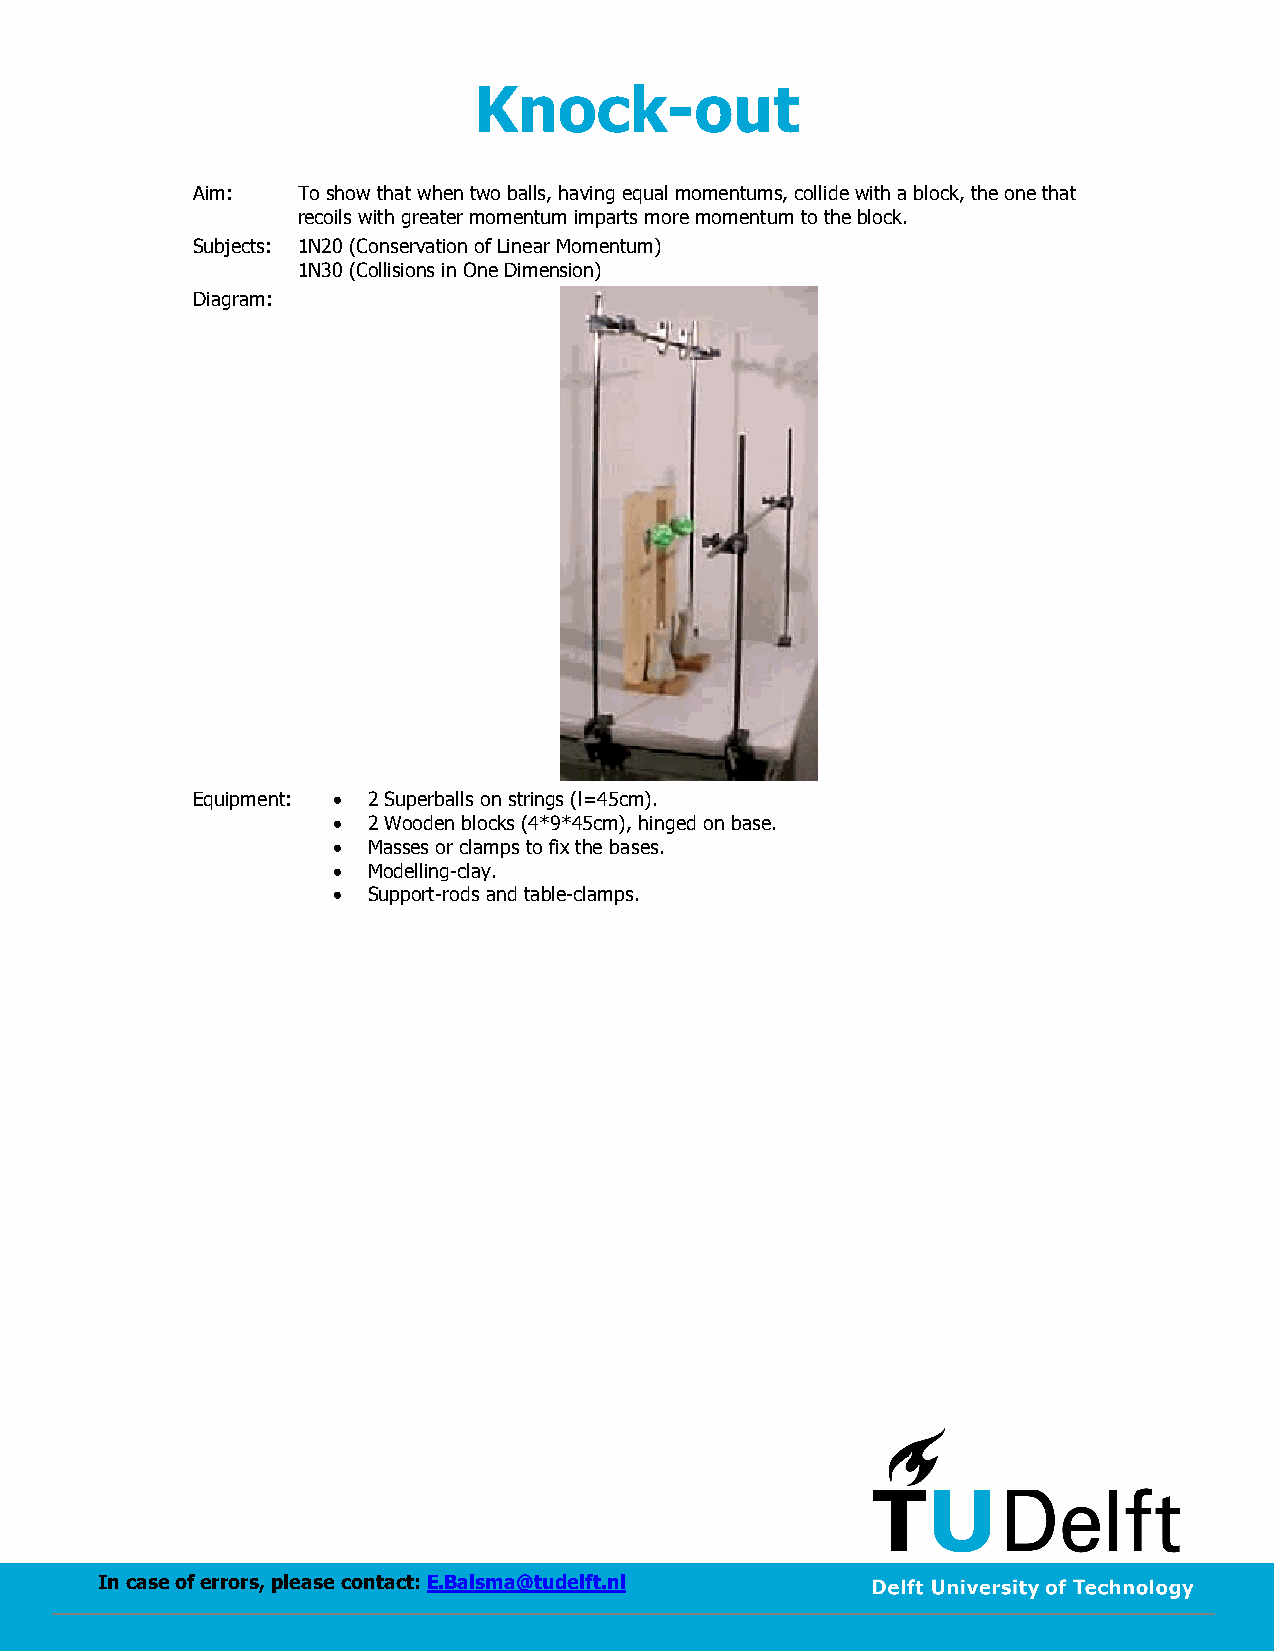 Knock-out
Aim: To show that when two balls, having equal momentums, collide with a block, the one that
recoils with greater momentum imparts more momentum to the block.
Subjects: 1N20 (Conservation of Linear Momentum)
1N30 (Collisions in One Dimension)
Diagram:
Equipment: • 2 Superballs on strings (l=45cm).
• 2 Wooden blocks (4*9*45cm), hinged on base.
• Masses or clamps to fix the bases.
• Modelling-clay.
• Support-rods and table-clamps.
TUDelft
In case of errors, please contact: E.Balsma@tudelft.nl
Delft University of Technology